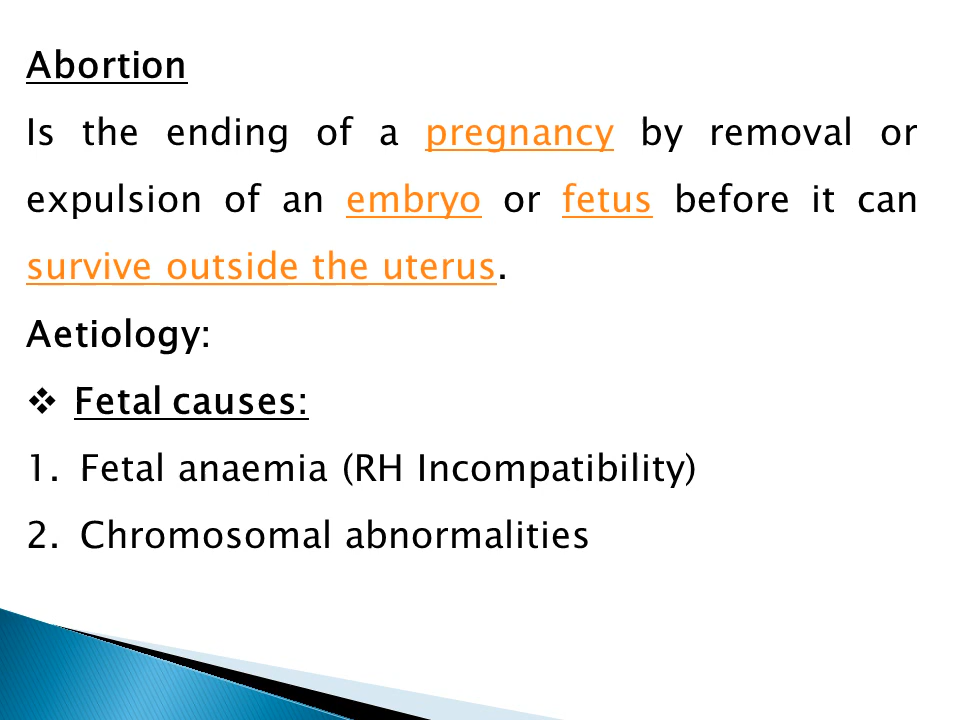 Abortion
Is the ending of a pregnancy by removal or
expulsion of an embryo or fetus before it can
survive outside the uterus.
Aetiology:
❖ Fetal causes:
1. Fetal anaemia (RH Incompatibility)
2. Chromosomal abnormalities